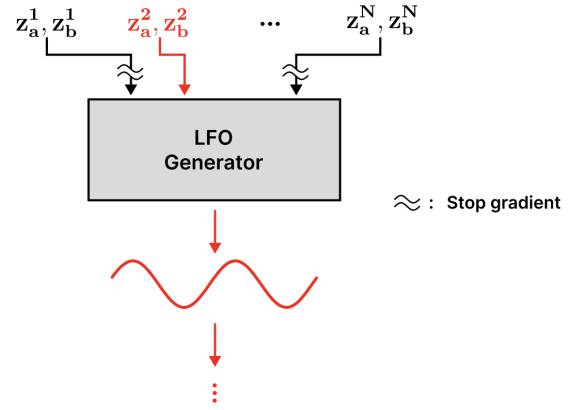 z_a^1, z_b^1 z_a^2, z_b^2 ... z_a^N, z_b^N
LFO
Generator
: Stop gradient